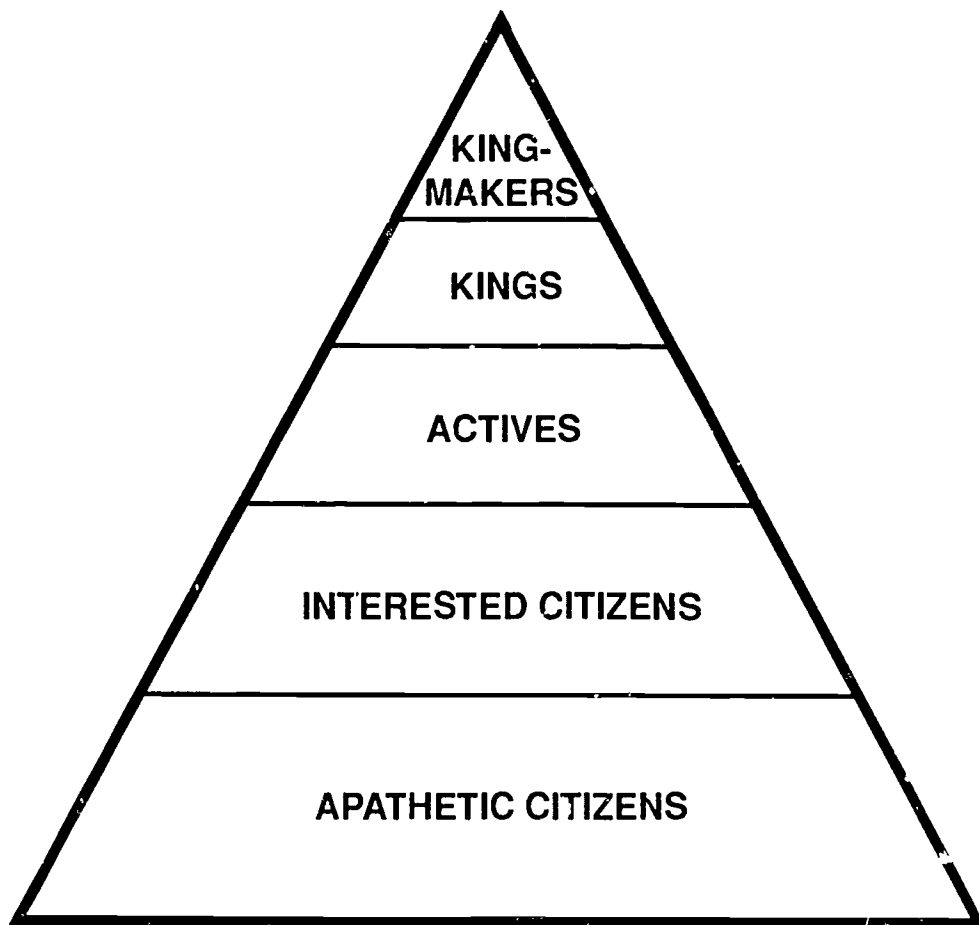 KING-
MAKERS
KINGS
ACTIVES
INTERESTED CITIZENS
APATHETIC CITIZENS